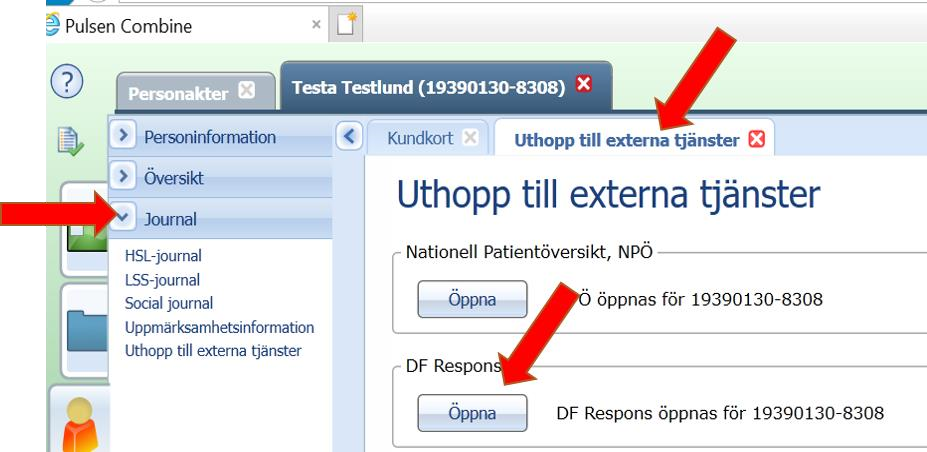 Pulsen Combine
?
Personakter
Testa Testlund (19390130-8308)
Personinformation
Översikt
Journal
HSL-journal
LSS-journal
Social journal
Uppmärksamhetsinformation
Uthopp till externa tjänster
Kundkort
Uthopp till externa tjänster
Uthopp till externa tjänster
Nationell Patientöversikt, NPÖ
Öppna
öppnas för 19390130-8308
DF Respons
Öppna
DF Respons öppnas för 19390130-8308